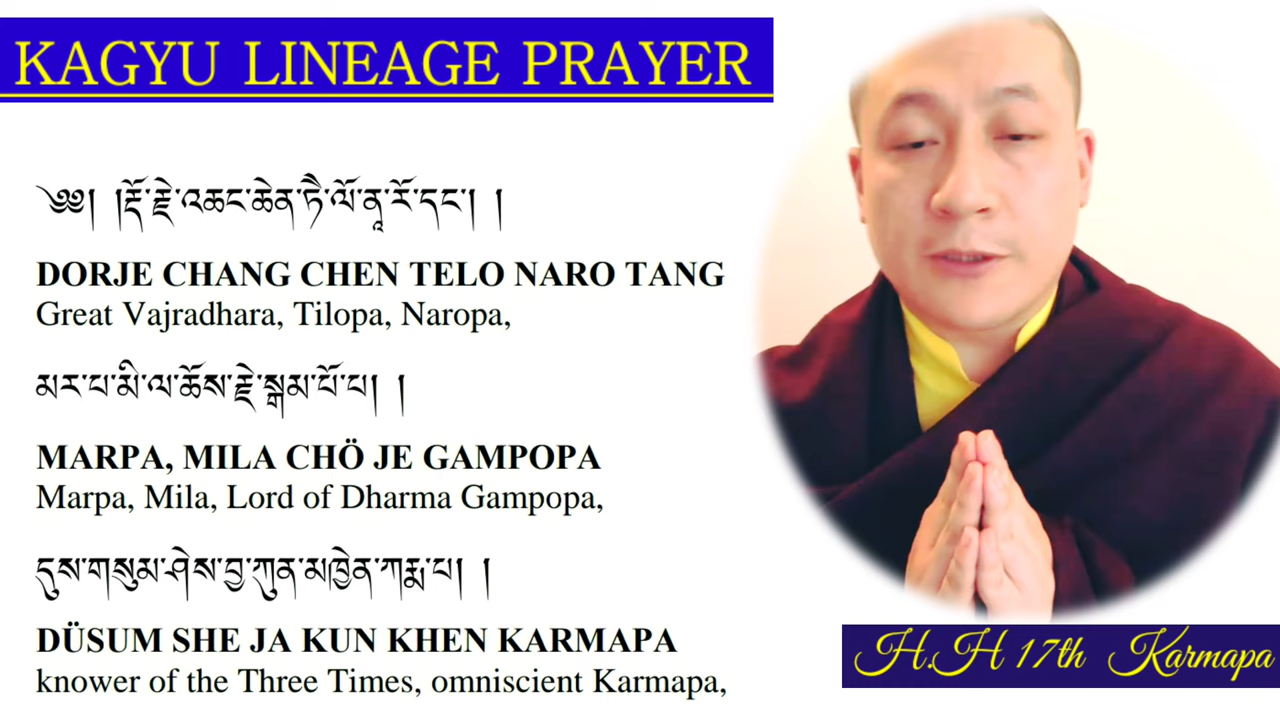 KAGYU LINEAGE PRAYER
༄༅། །རྡོ་རྗེ་འཆང་ཆེན་ཏཻ་ལོ་ནཱ་རོ་དང་། །
DORJE CHANG CHEN TELO NARO TANG
Great Vajradhara, Tilopa, Naropa,
མར་པ་མི་ལ་ཆོས་རྗེ་སྒམ་པོ་པ། །
MARPA, MILA CHÖ JE GAMPOPA
Marpa, Mila, Lord of Dharma Gampopa,
དུས་གསུམ་ཤེས་བྱ་ཀུན་མཁྱེན་ཀརྨ་པ། །
DÜSUM SHE JA KUN KHEN KARMAPA
knower of the Three Times, omniscient Karmapa,
H.H 17th Karmapa